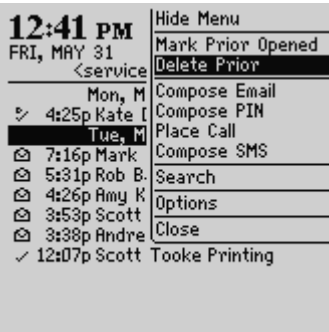 12:41 PM
FRI, MAY 31
<service
Mon, M
4:25p Kate
Tue, M
7:16p Mark
5:31p Rob B.
4:26p Amy K
3:53p Scott
3:38p Andre
12:07p Scott Tooke Printing
Hide Menu
Mark Prior Opened
Delete Prior
Compose Email
Compose PIN
Place Call
Compose SMS
Search
Options
Close